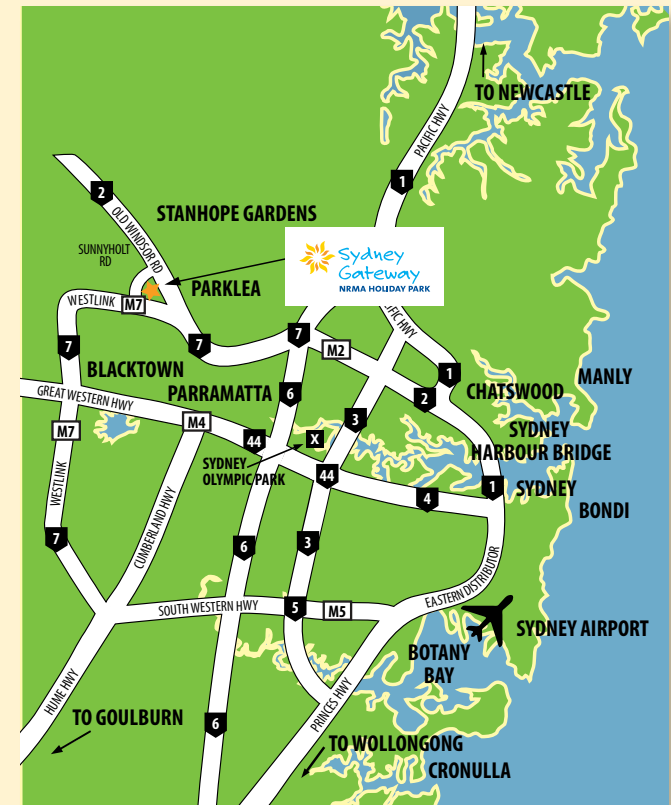 TO NEWCASTLE
PACIFIC HWY
1
2
STANHOPE GARDENS
OLD WINDSOR RD
SUNNYHOLT
RD
Sydney
Gateway
NRMA HOLIDAY PARK
PARKLEA
WESTLINK
M7
IFIC HWY
7
7
7
M2
BLACKTOWN
1
MANLY
PARRAMATTA
6
CHATSWOOD
2
GREAT WESTERN HWY
3
M4
M7
44
X
SYDNEY
HARBOUR BRIDGE
SYDNEY
OLYMPIC PARK
44
4
1
SYDNEY
BONDI
WESTLINK
CUMBERLAND HWY
7
6
3
EASTERN DISTRIBUTOR
SOUTH WESTERN HWY
5
M5
SYDNEY AIRPORT
BOTANY
BAY
HUME HWY
PRINCES HWY
TO GOULBURN
6
TO WOLLONGONG
CRONULLA